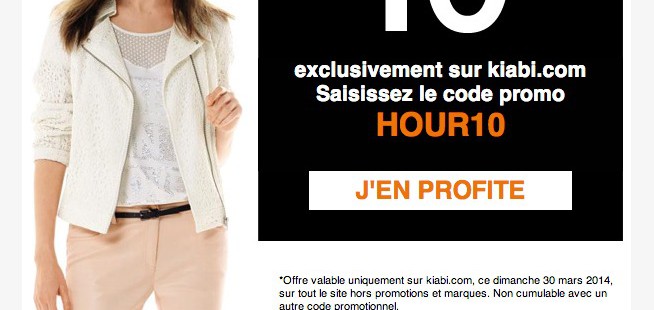 10
exclusivement sur kiabi.com
Saisissez le code promo
HOUR10
J'EN PROFITE
*Offre valable uniquement sur kiabi.com, ce dimanche 30 mars 2014,
sur tout le site hors promotions et marques. Non cumulable avec un
autre code promotionnel.